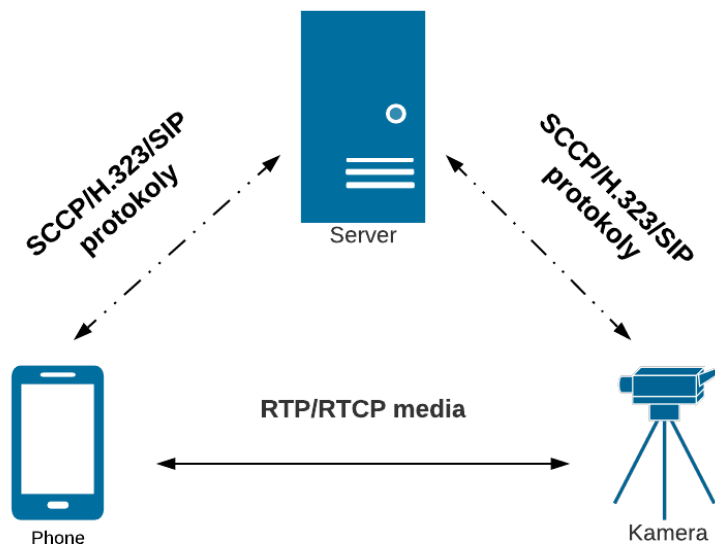 SCCP/H.323/SIP
protokoly
SCCP/H.323/SIP
protokoly
Server
RTP/RTCP media
Phone
Kamera